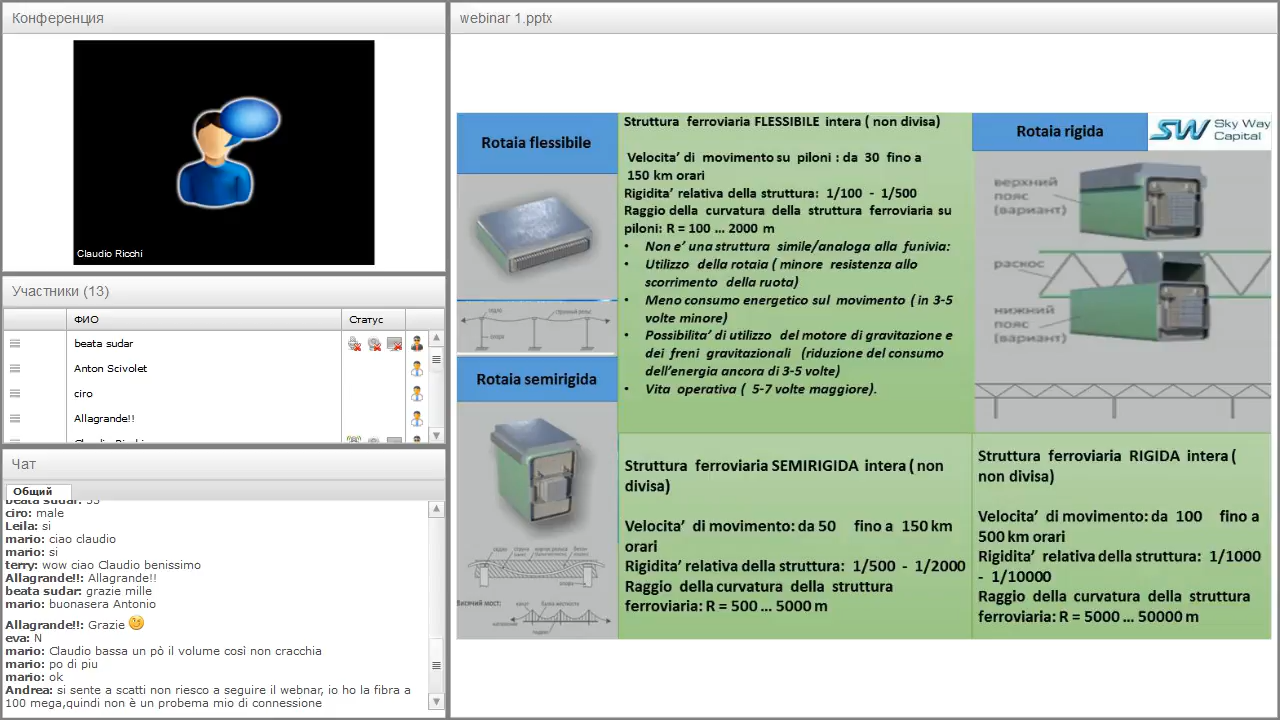 Конференция
Claudio Ricchi
Участники (13)
ФИО
Статус
beata sudar
Anton Scivolet
ciro
Allagrande!!
Чат
Общий
beata sudar: 55
ciro: male
Leila: si
mario: ciao claudio
mario: si
terry: wow ciao Claudio benissimo
Allagrande!!: Allagrande!!
beata sudar: grazie mille
mario: buonasera Antonio
Allagrande!!: Grazie
eva: N
mario: Claudio bassa un pò il volume così non cracchia
mario: po di piu
mario: ok
Andrea: si sente a scatti non riesco a seguire il webnar, io ho la fibra a
100 mega,quindi non è un probema mio di connessione
webinar 1.pptx
Rotaia flessibile
Struttura ferroviaria FLESSIBILE intera ( non divisa)
Velocita’ di movimento su piloni : da 30 fino a
150 km orari
Rigidita’ relativa della struttura: 1/100 - 1/500
Raggio della curvatura della struttura ferroviaria su
piloni: R = 100 ... 2000 m
• Non e’ una struttura simile/analoga alla funivia:
• Utilizzo della rotaia ( minore resistenza allo
scorrimento della ruota)
• Meno consumo energetico sul movimento ( in 3-5
volte minore)
• Possibilita’ di utilizzo del motore di gravitazione e
dei freni gravitazionali (riduzione del consumo
dell’energia ancora di 3-5 volte)
• Vita operativa ( 5-7 volte maggiore).
Rotaia rigida
SW Sky Way
Capital
верхний
пояс
(вариант)
раскос
нижний
пояс
(вариант)
Rotaia semirigida
Висячий мост:
Struttura ferroviaria SEMIRIGIDA intera ( non
divisa)
Velocita’ di movimento: da 50 fino a 150 km
orari
Rigidita’ relativa della struttura: 1/500 - 1/2000
Raggio della curvatura della struttura
ferroviaria: R = 500 ... 5000 m
Struttura ferroviaria RIGIDA intera (
non divisa)
Velocita’ di movimento: da 100 fino a
500 km orari
Rigidita’ relativa della struttura: 1/1000
- 1/10000
Raggio della curvatura della struttura
ferroviaria: R = 5000 ... 50000 m